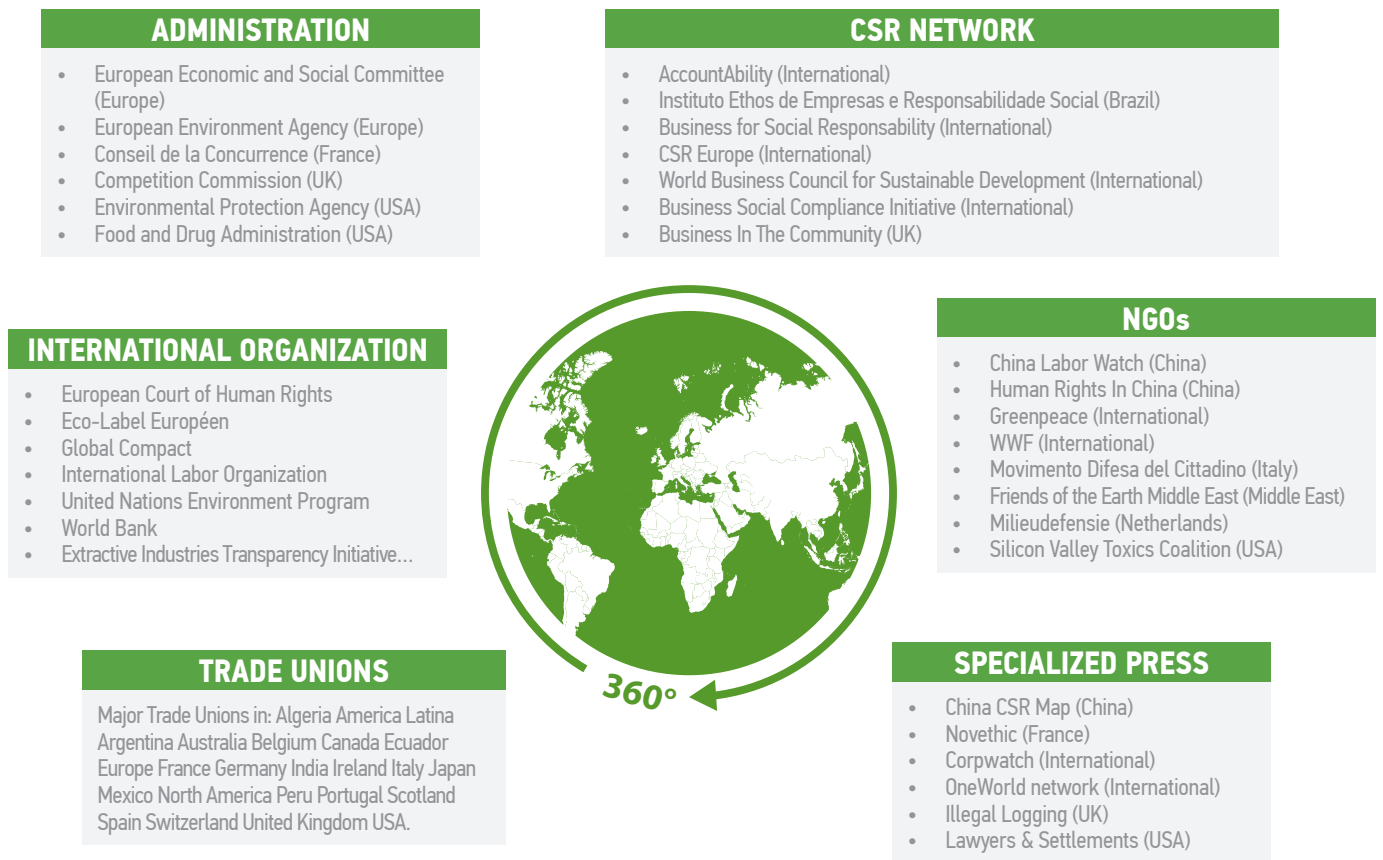 ADMINISTRATION
• European Economic and Social Committee
(Europe)
• European Environment Agency (Europe)
• Conseil de la Concurrence (France)
• Competition Commission (UK)
• Environmental Protection Agency (USA)
• Food and Drug Administration (USA)
CSR NETWORK
• AccountAbility (International)
• Instituto Ethos de Empresas e Responsabilidade Social (Brazil)
• Business for Social Responsability (International)
• CSR Europe (International)
• World Business Council for Sustainable Development (International)
• Business Social Compliance Initiative (International)
• Business In The Community (UK)
INTERNATIONAL ORGANIZATION
• European Court of Human Rights
• Eco-Label Européen
• Global Compact
• International Labor Organization
• United Nations Environment Program
• World Bank
• Extractive Industries Transparency Initiative...
NGOs
• China Labor Watch (China)
• Human Rights In China (China)
• Greenpeace (International)
• WWF (International)
• Movimento Difesa del Cittadino (Italy)
• Friends of the Earth Middle East (Middle East)
• Milieudefensie (Netherlands)
• Silicon Valley Toxics Coalition (USA)
TRADE UNIONS
Major Trade Unions in: Algeria America Latina
Argentina Australia Belgium Canada Ecuador
Europe France Germany India Ireland Italy Japan
Mexico North America Peru Portugal Scotland
Spain Switzerland United Kingdom USA.
360°
SPECIALIZED PRESS
• China CSR Map (China)
• Novethic (France)
• Corpwatch (International)
• OneWorld network (International)
• Illegal Logging (UK)
• Lawyers & Settlements (USA)